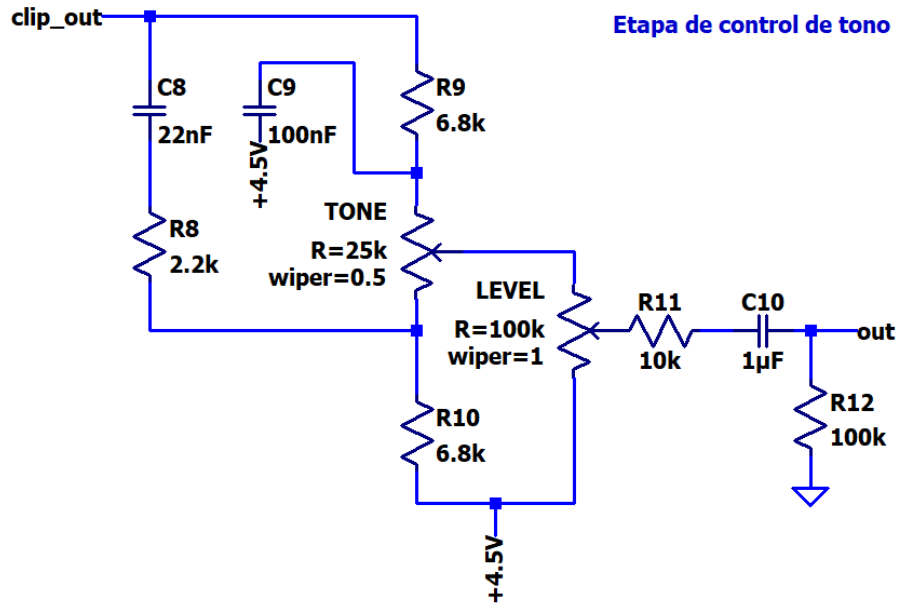 clip_out
Etapa de control de tono
C8
22nF
C9
100nF
+4.5V
R9
6.8k
TONE
R=25k
wiper=0.5
R8
2.2k
LEVEL
R=100k
wiper=1
R11
10k
C10
1µF
out
R10
6.8k
R12
100k
+4.5V